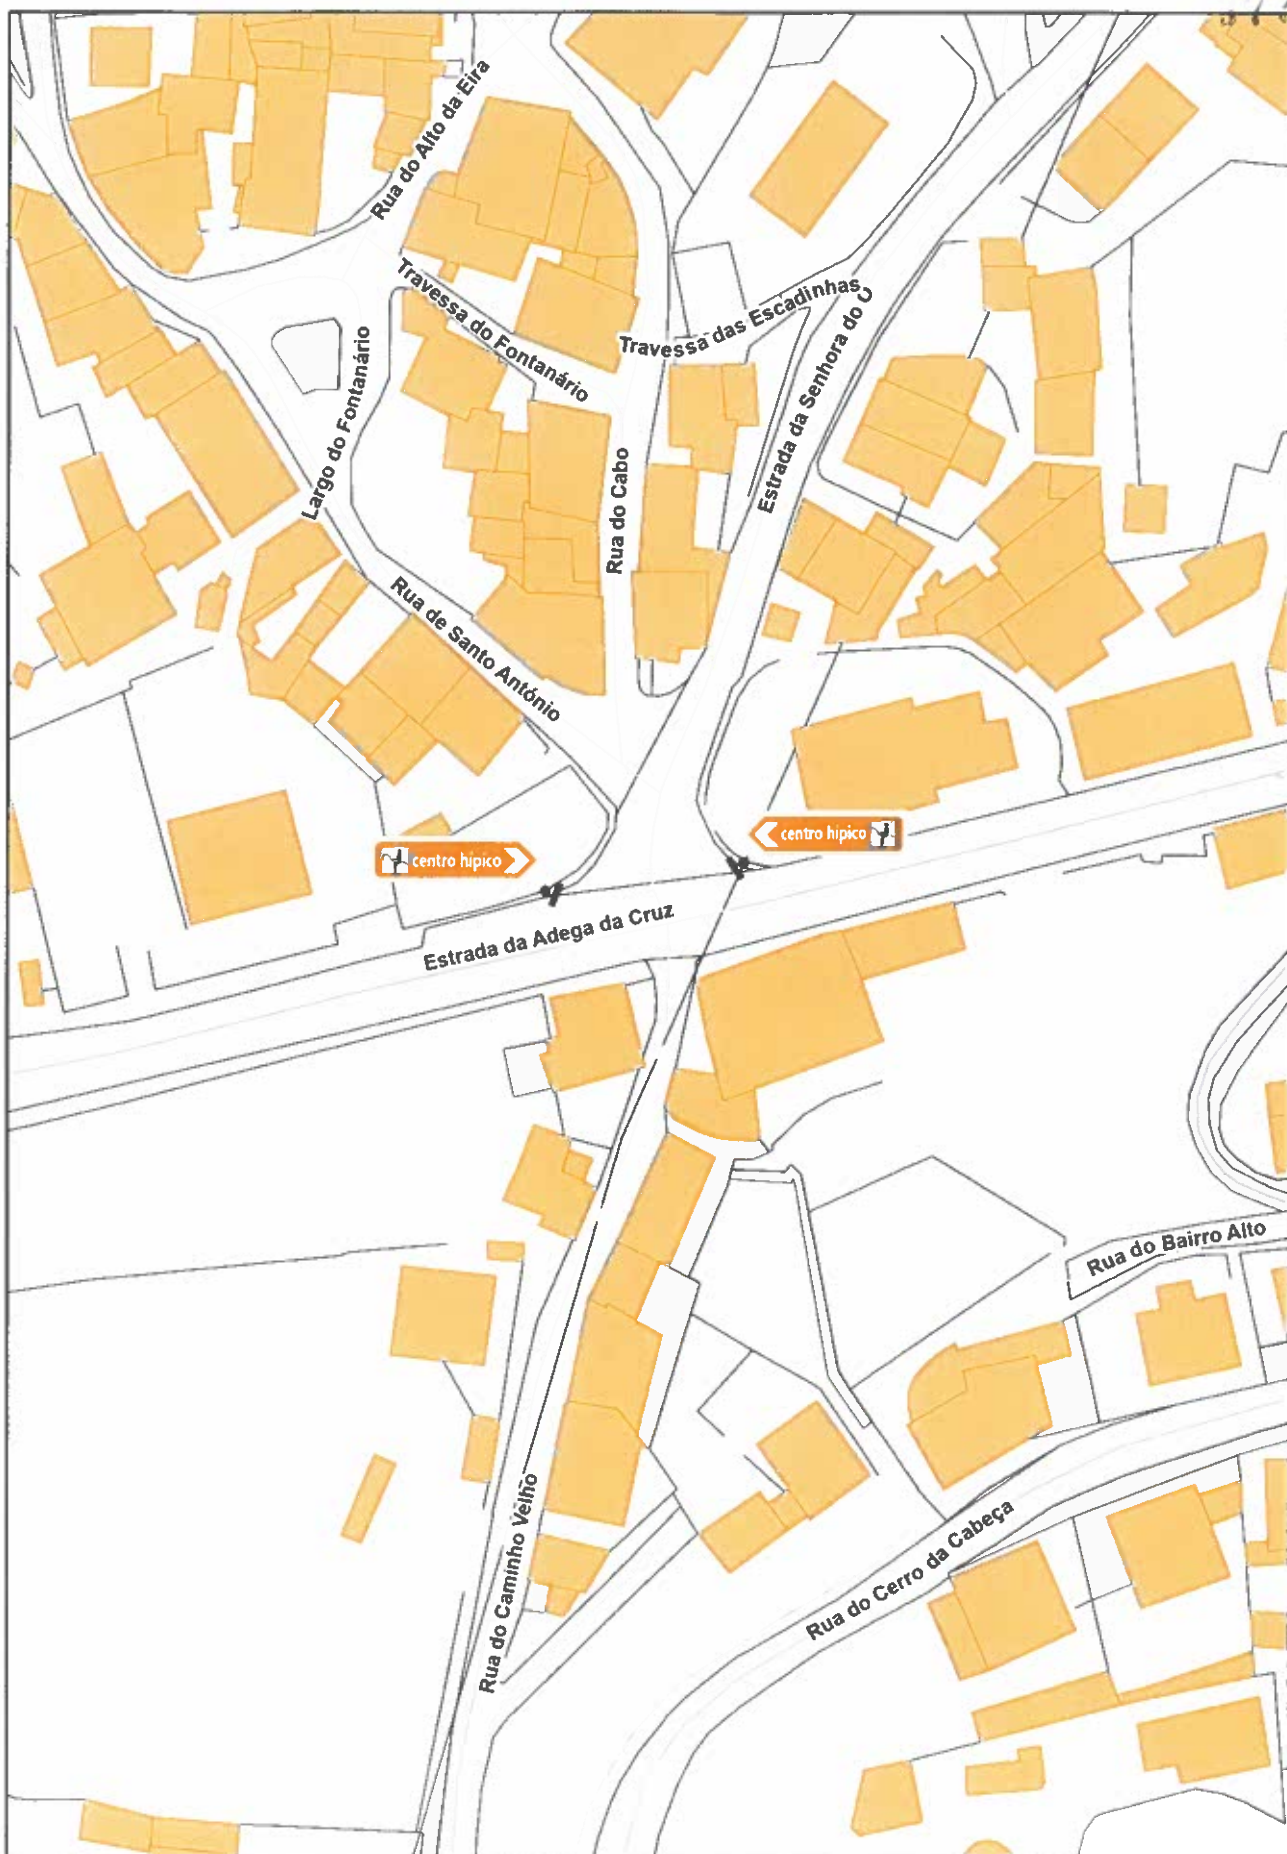 Rua do Alto da Eira
Travessa do Fontanário
Travessa das Escadinhas
Largo do Fontanário
Estrada da Senhora do
Rua do Cabo
Rua de Santo António
centro hípico
centro hípico
Estrada da Adega da Cruz
Rua do Bairro Alto
Rua do Caminho Velho
Rua do Cerro da Cabeça